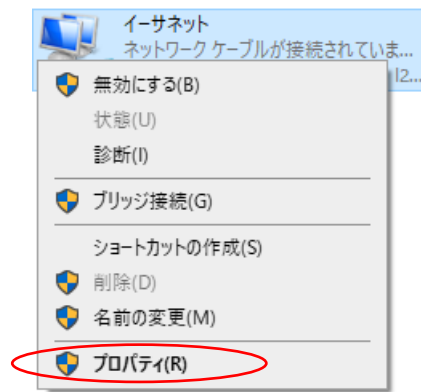 イーサネット
ネットワーク ケーブルが接続されていま...
I2...
無効にする(B)
状態(U)
診断(I)
ブリッジ接続(G)
ショートカットの作成(S)
削除(D)
名前の変更(M)
プロパティ(R)